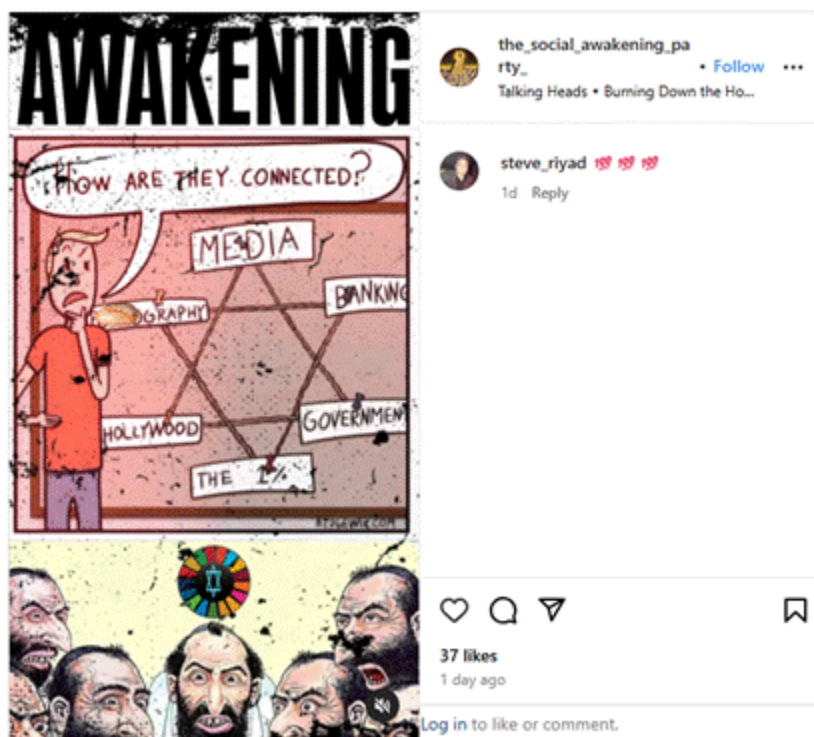 AWAKENING
HOW ARE THEY CONNECTED?
MEDIA
BANKING
GRAPHY
HOLLYWOOD
GOVERNMENT
THE 1%
the_social_awakening_pa
rty_
• Follow
Talking Heads • Burning Down the Ho...
steve_riyad 💯 💯 💯
1d Reply
37 likes
1 day ago
Log in to like or comment.